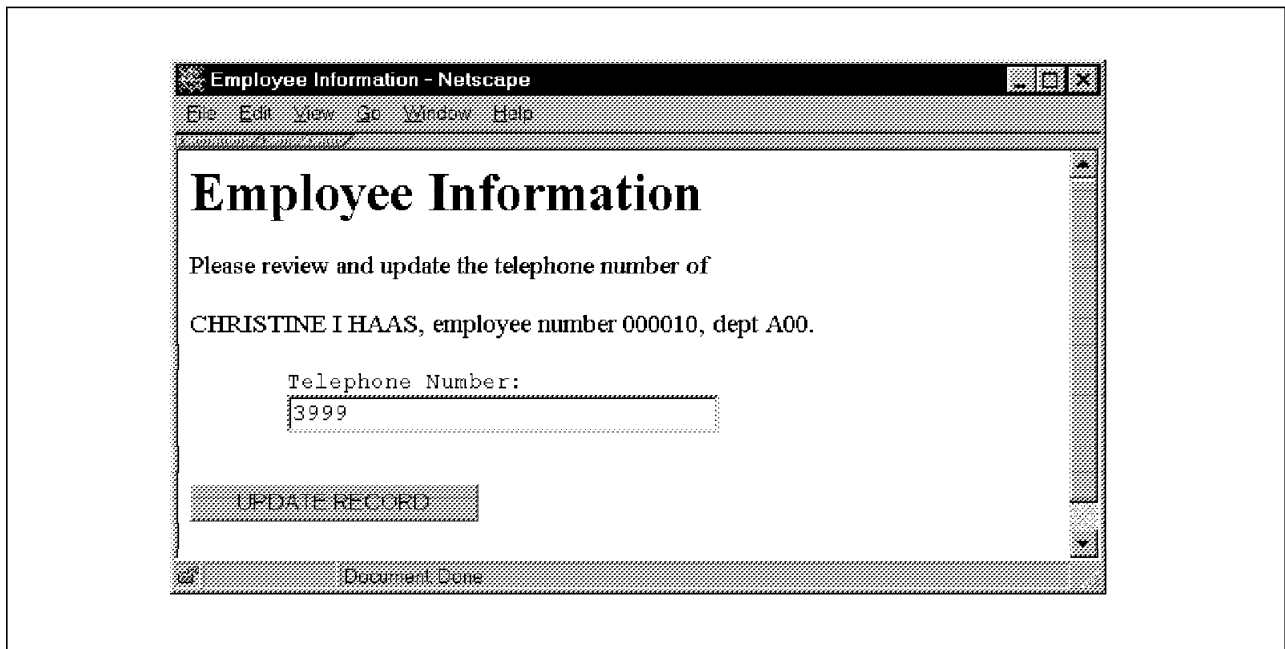 Employee Information - Netscape
File Edit View Go Window Help
Employee Information
Please review and update the telephone number of
CHRISTINE I HAAS, employee number 000010, dept A00.
Telephone Number:
3999
UPDATE RECORD
Document: Done